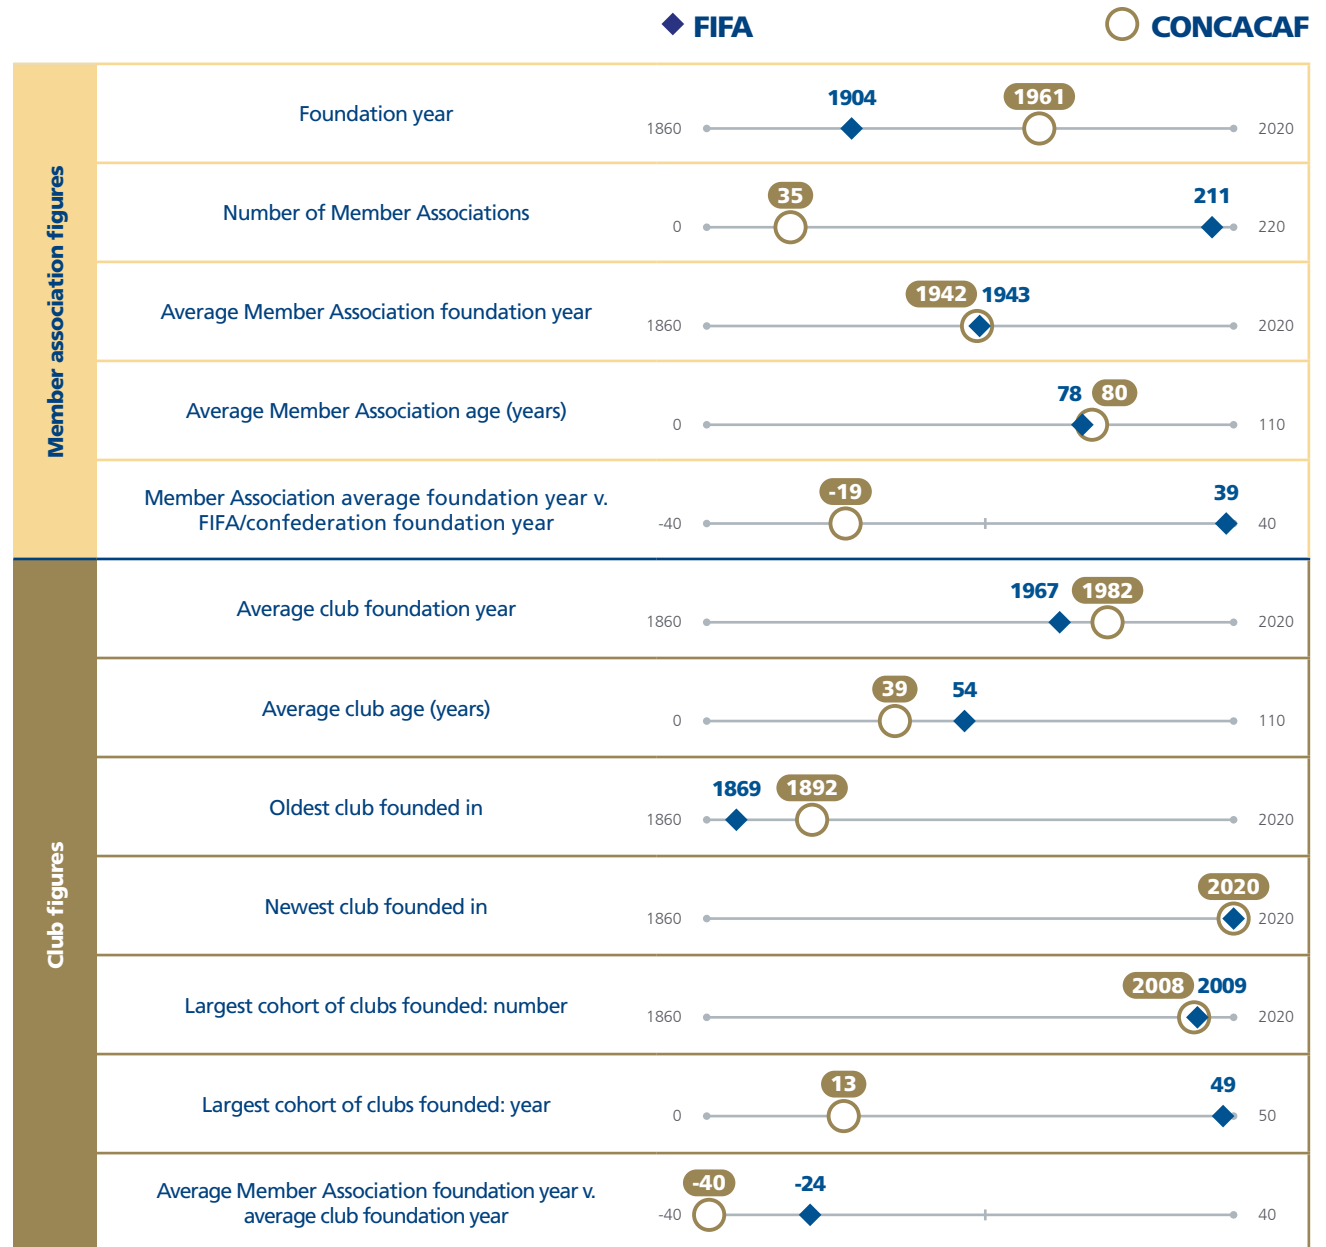 FIFA
CONCACAF
Member association figures
Foundation year
1904
1961
1860
2020
Number of Member Associations
35
211
0
220
Average Member Association foundation year
1942
1943
1860
2020
Average Member Association age (years)
78
80
0
110
Member Association average foundation year v.
FIFA/confederation foundation year
-19
39
-40
40
Club figures
Average club foundation year
1967
1982
1860
2020
Average club age (years)
39
54
0
110
Oldest club founded in
1869
1892
1860
2020
Newest club founded in
2020
1860
2020
Largest cohort of clubs founded: number
2008
2009
1860
2020
Largest cohort of clubs founded: year
13
49
0
50
Average Member Association foundation year v.
average club foundation year
-40
-24
-40
40